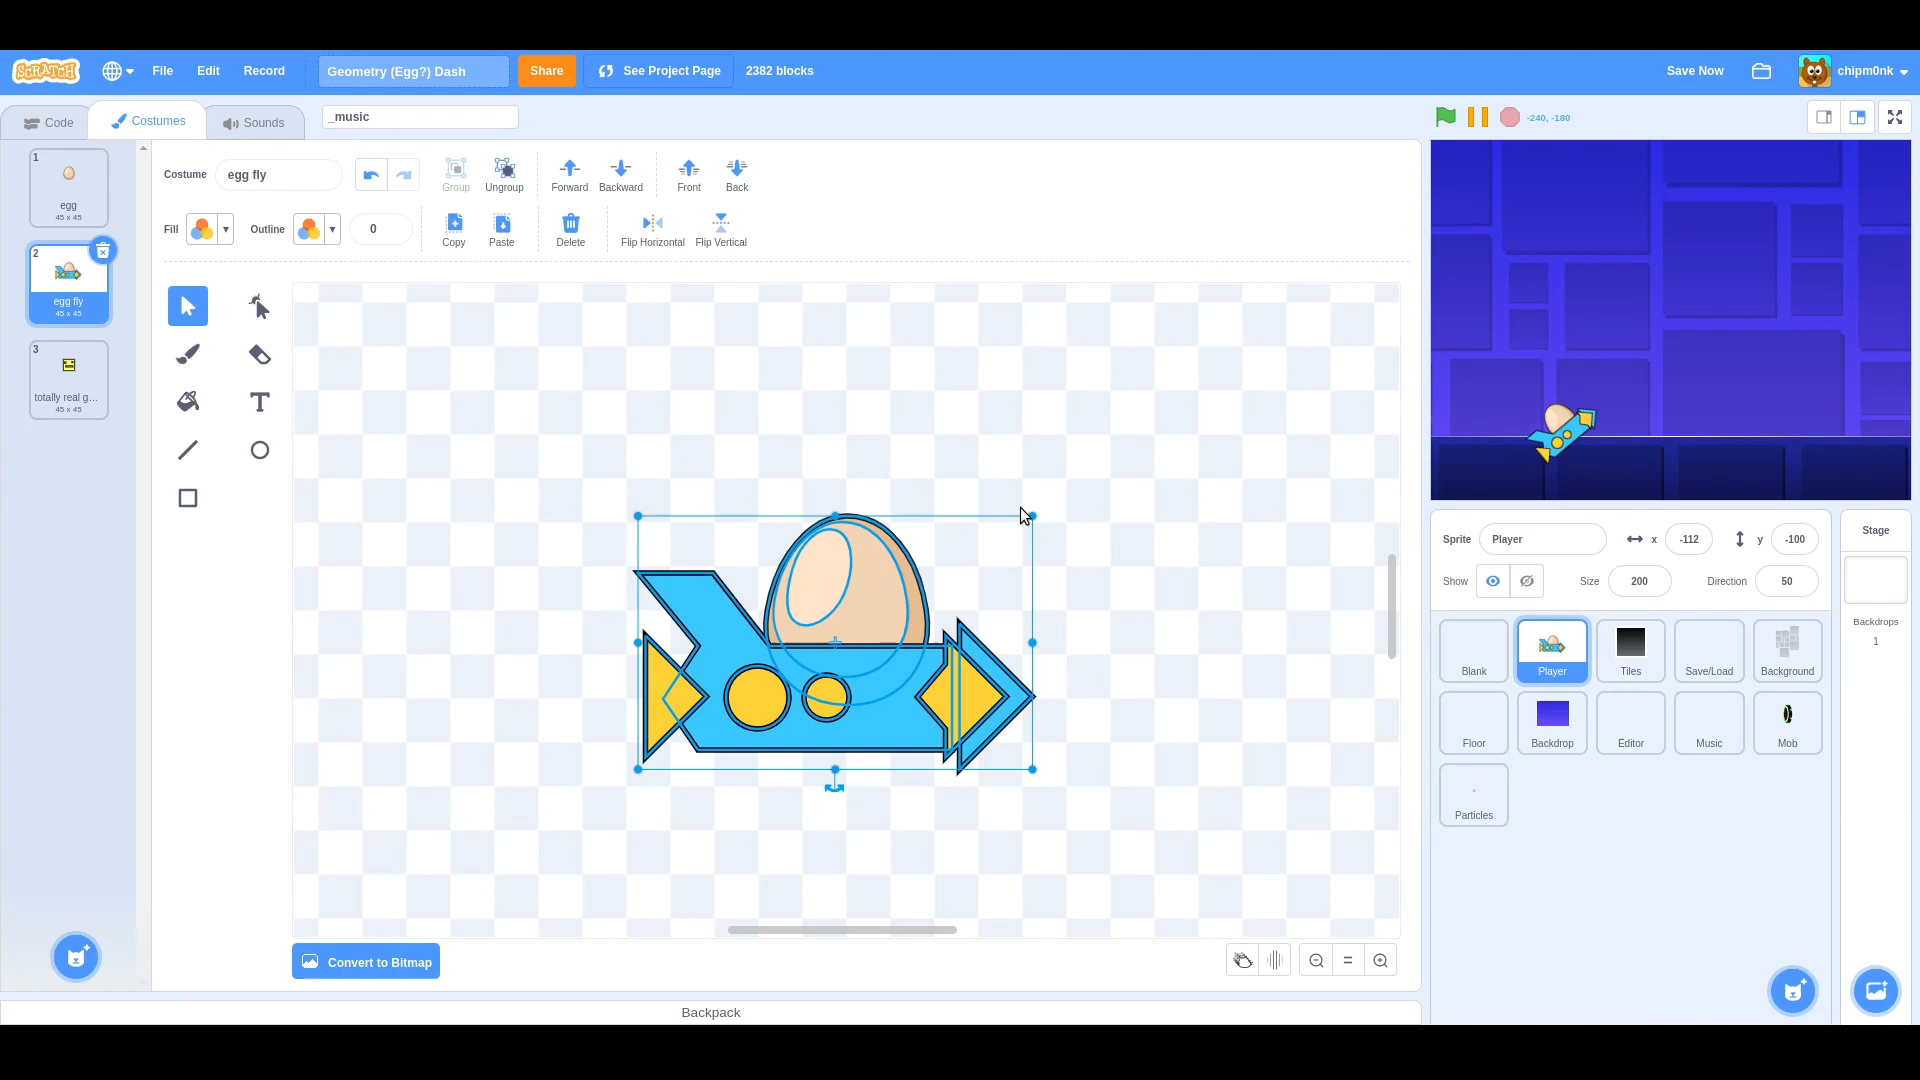 SCRATCH File Edit Record Geometry (Egg?) Dash Share See Project Page 2382 blocks Save Now chipm0nk
Code Costumes Sounds _music -240, -180
1
egg
45 x 45
2
egg fly
45 x 45
3
totally real g...
45 x 45
Costume egg fly Group Ungroup Forward Backward Front Back
Fill Outline 0 Copy Paste Delete Flip Horizontal Flip Vertical
T
Convert to Bitmap
Backpack
Sprite Player x -112 y -100
Show Size 200 Direction 50
Blank Player Tiles Save/Load Background
Floor Backdrop Editor Music Mob
Particles
Stage
Backdrops
1